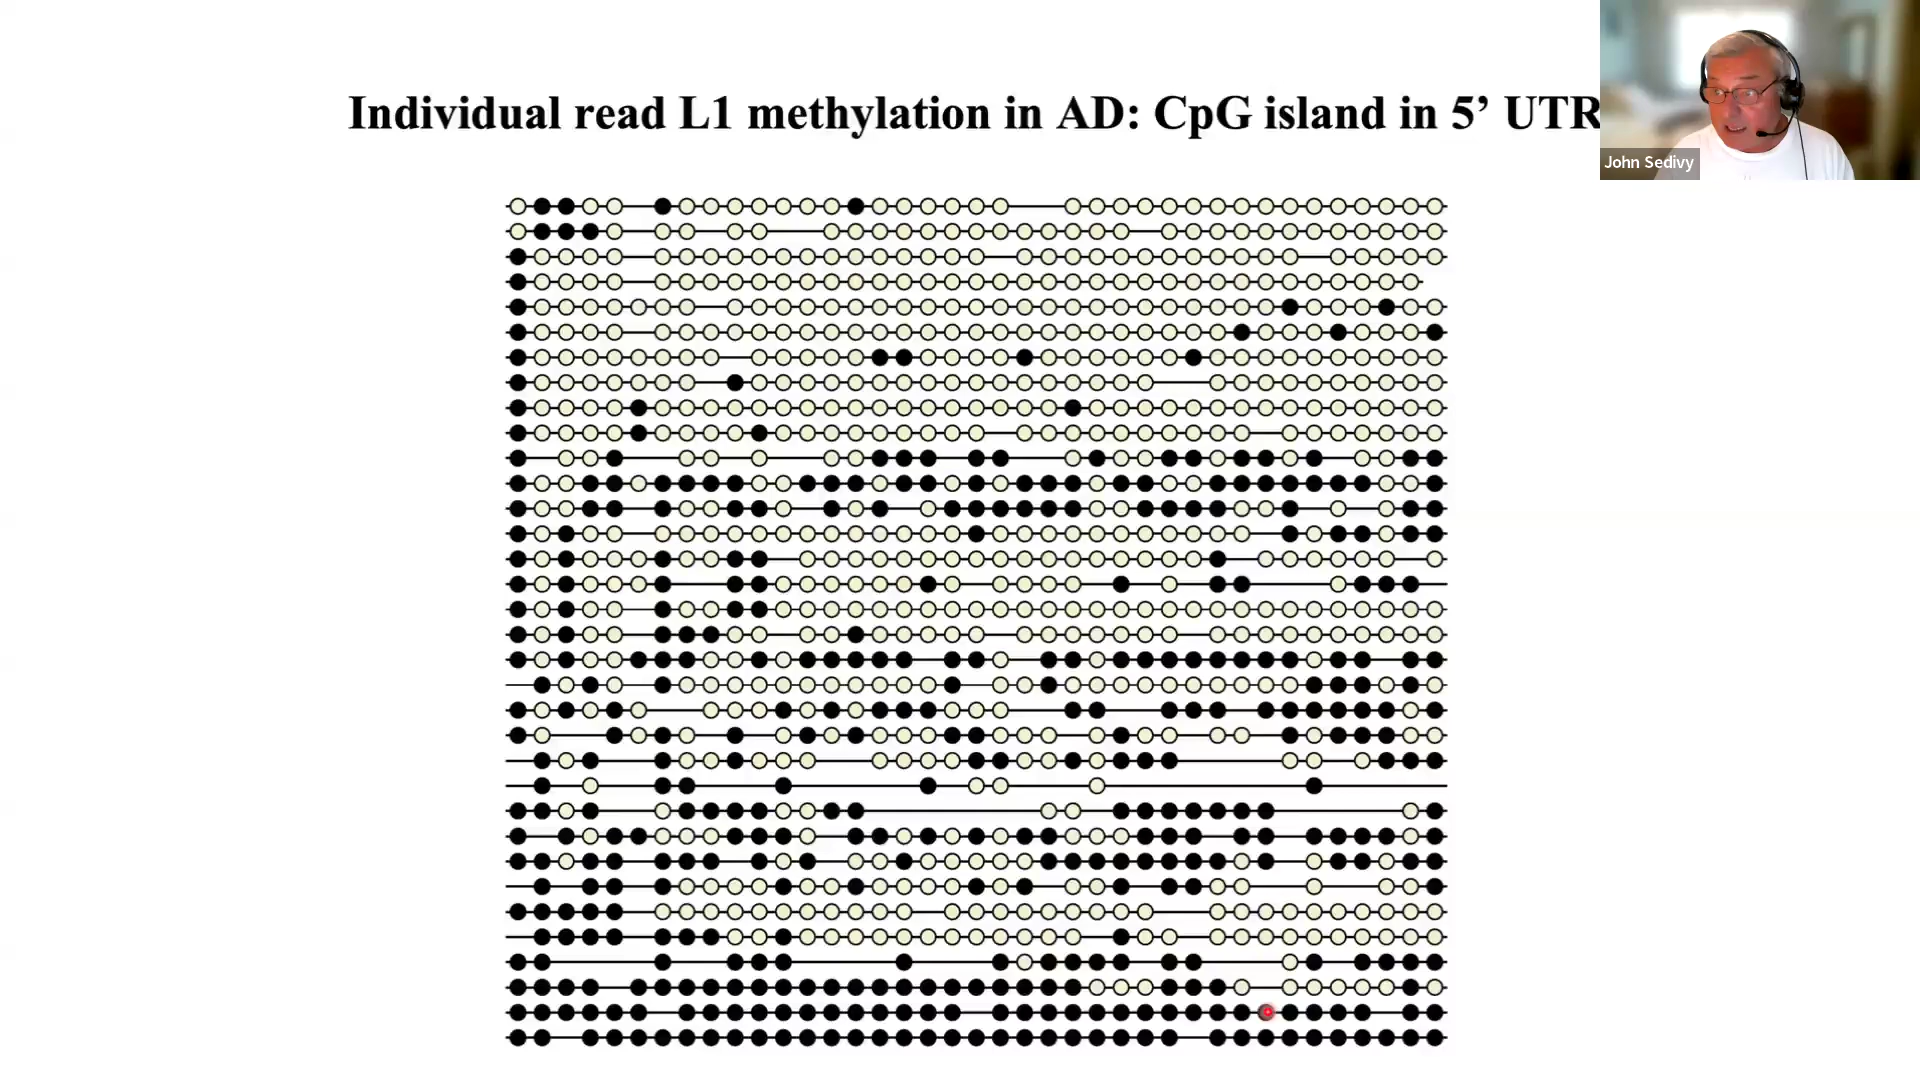 Individual read L1 methylation in AD: CpG island in 5’ UTR
John Sedivy